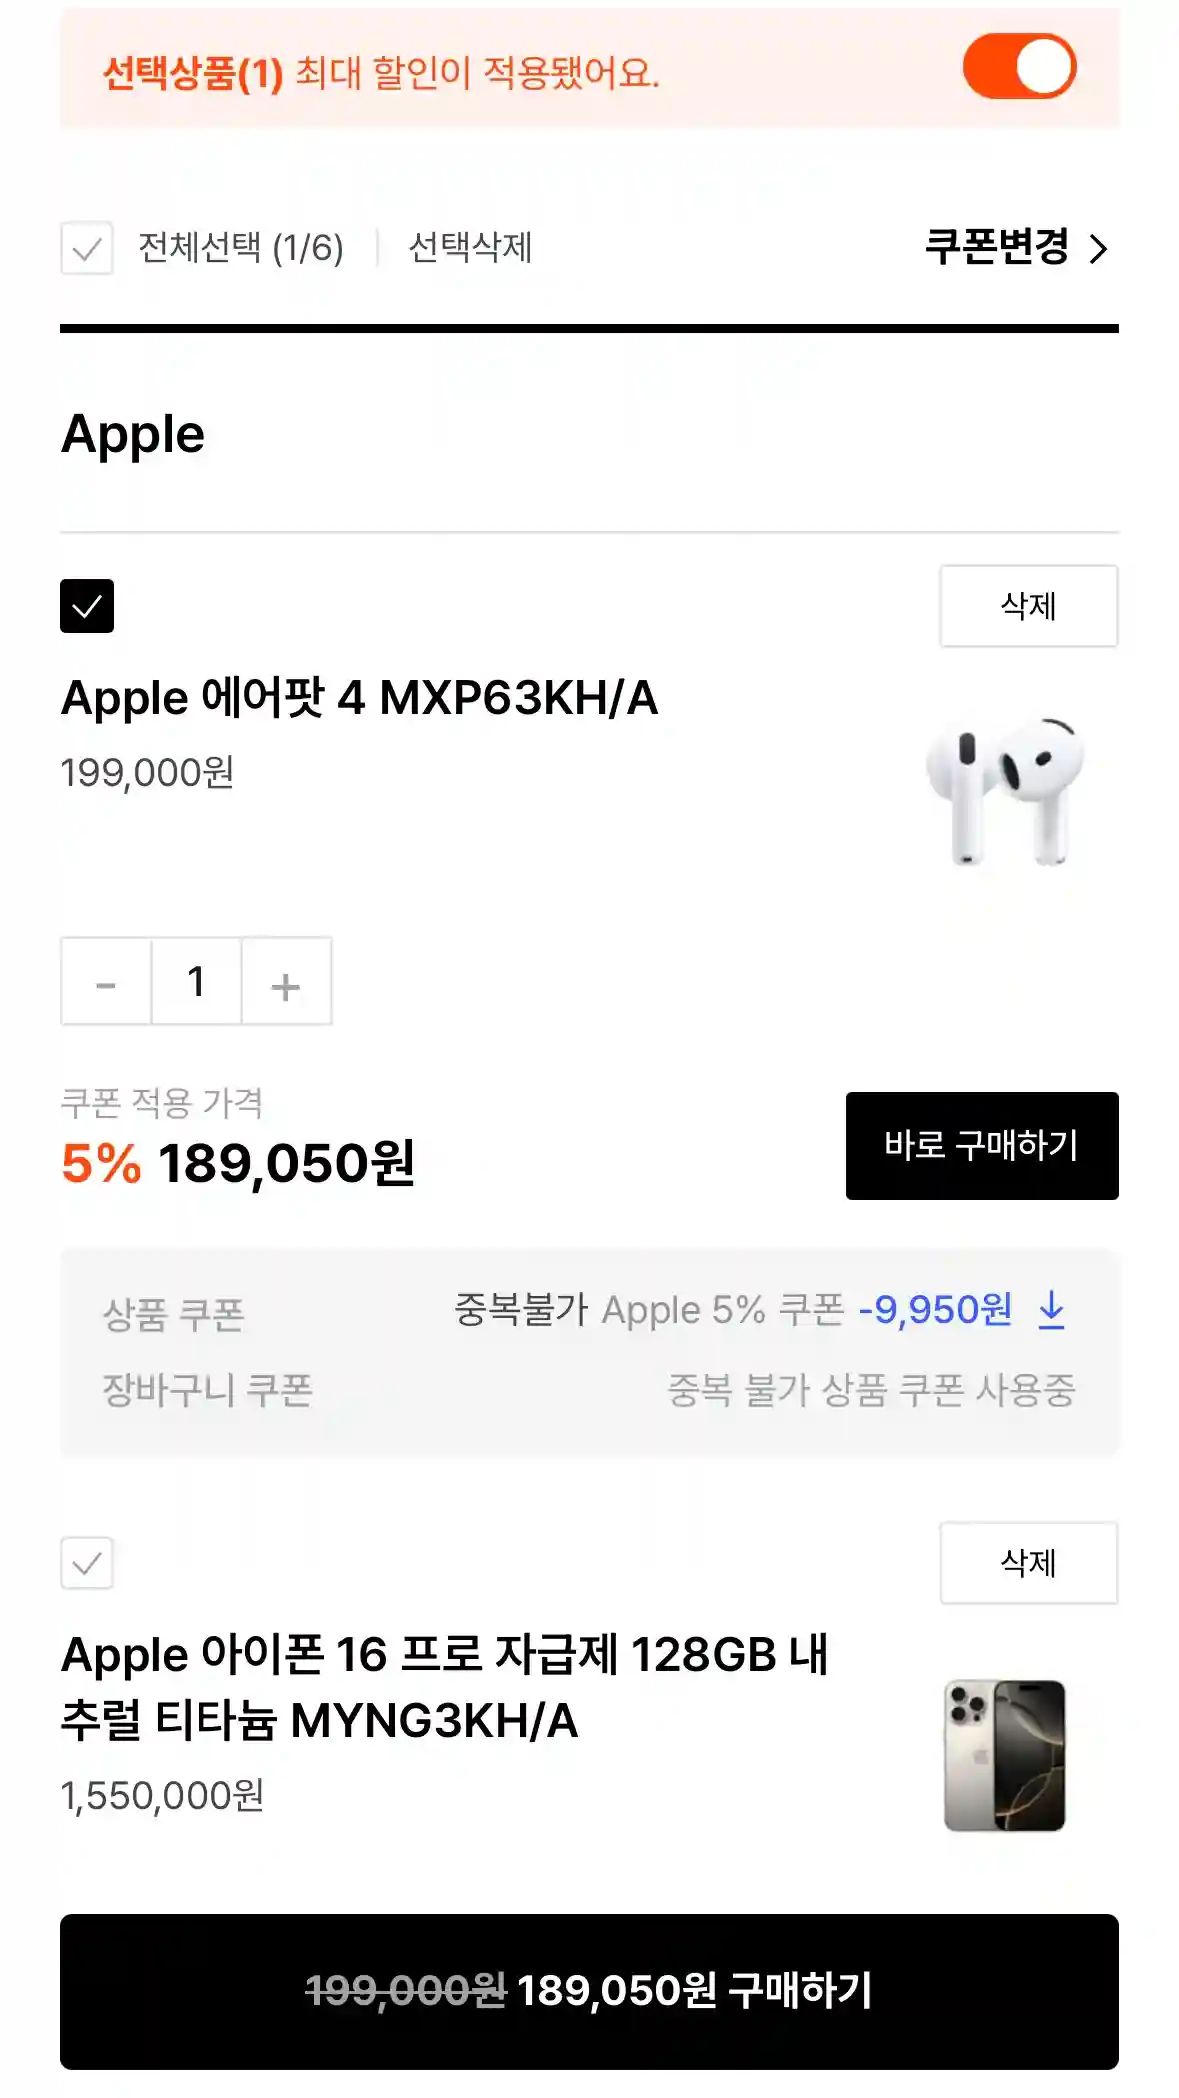 선택상품(1) 최대 할인이 적용됐어요.
전체선택 (1/6) | 선택삭제 쿠폰변경
Apple
삭제
Apple 에어팟 4 MXP63KH/A
199,000원
- 1 +
쿠폰 적용 가격
5% 189,050원
바로 구매하기
상품 쿠폰 중복불가 Apple 5% 쿠폰 -9,950원
장바구니 쿠폰 중복 불가 상품 쿠폰 사용중
삭제
Apple 아이폰 16 프로 자급제 128GB 내
추럴 티타늄 MYNG3KH/A
1,550,000원
199,000원 189,050원 구매하기